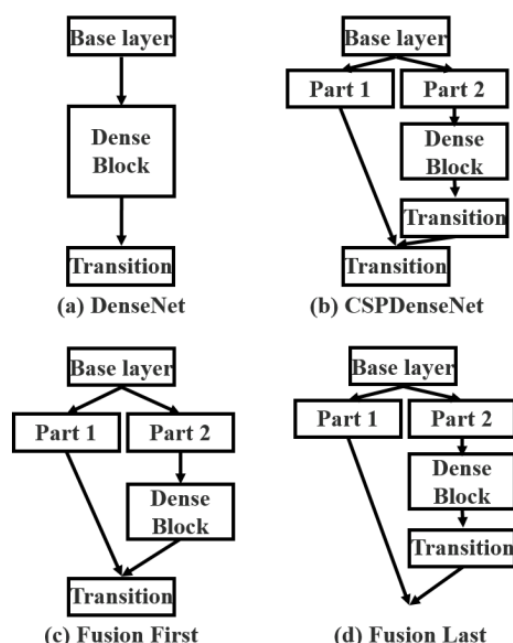 Base layer
Dense
Block
Transition
(a) DenseNet
Base layer
Part 1
Part 2
Dense
Block
Transition
Transition
(b) CSPDenseNet
Base layer
Part 1
Part 2
Dense
Block
Transition
(c) Fusion First
Base layer
Part 1
Part 2
Dense
Block
Transition
(d) Fusion Last